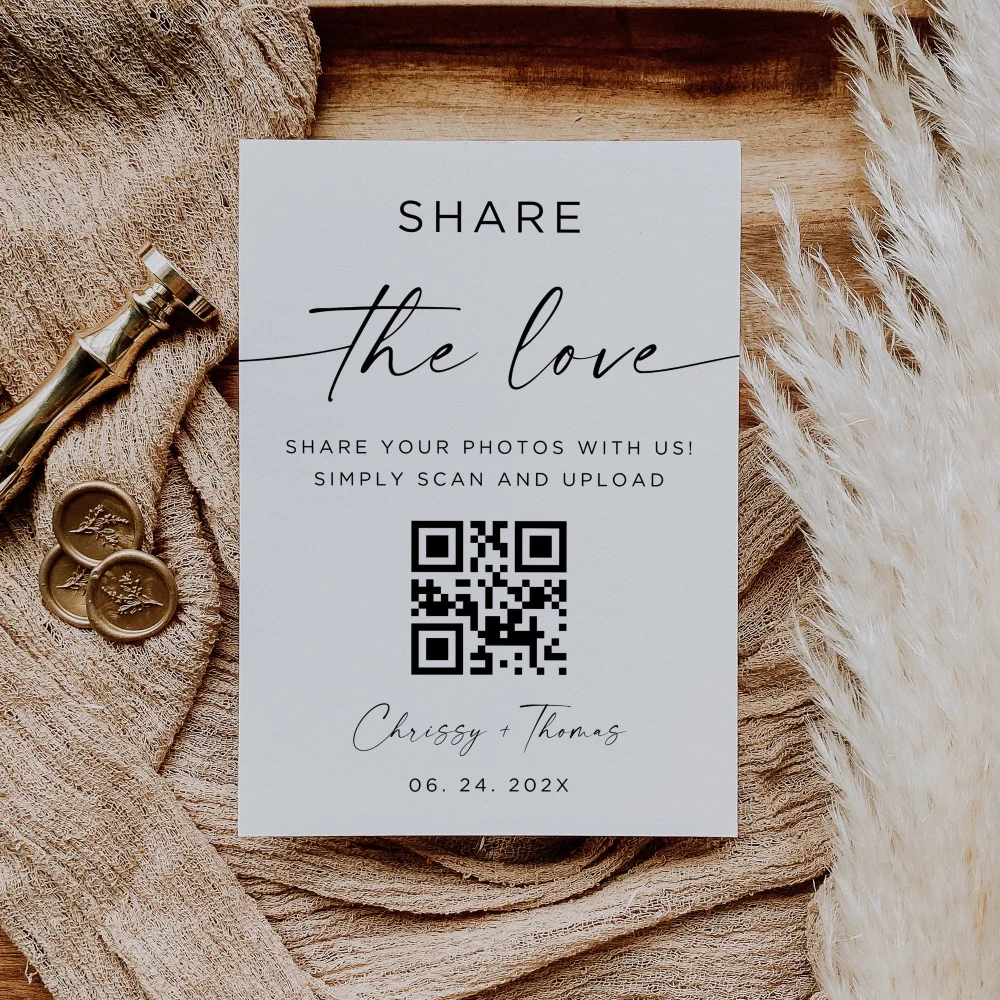 SHARE
the love
SHARE YOUR PHOTOS WITH US!
SIMPLY SCAN AND UPLOAD
Chrissy + Thomas
06. 24. 202X